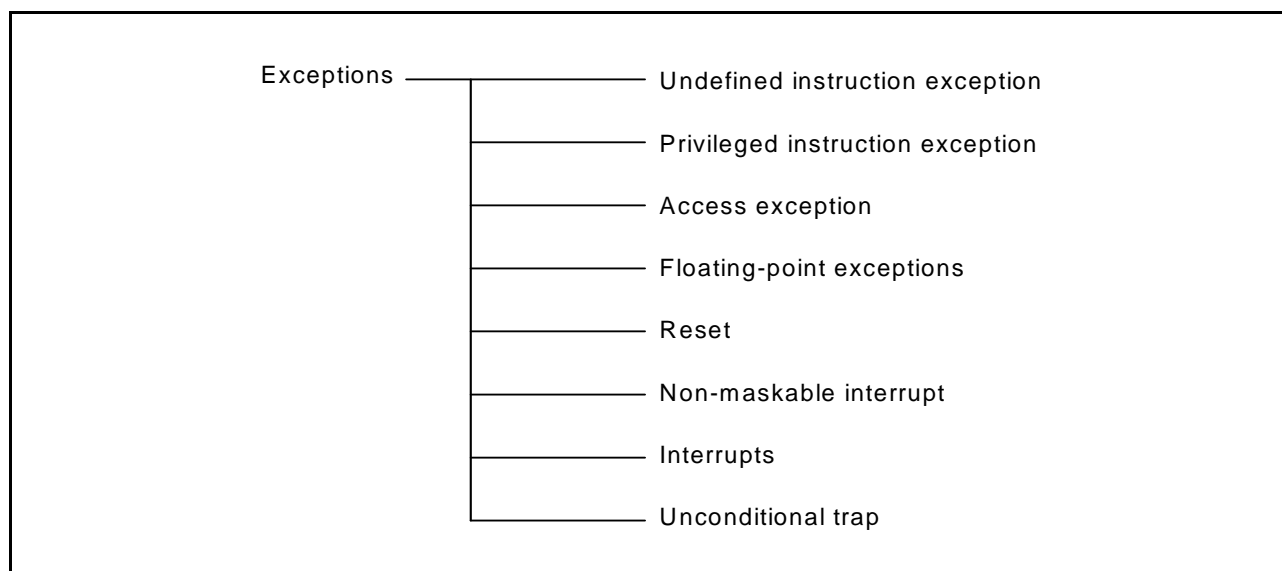 Exceptions
Undefined instruction exception
Privileged instruction exception
Access exception
Floating-point exceptions
Reset
Non-maskable interrupt
Interrupts
Unconditional trap